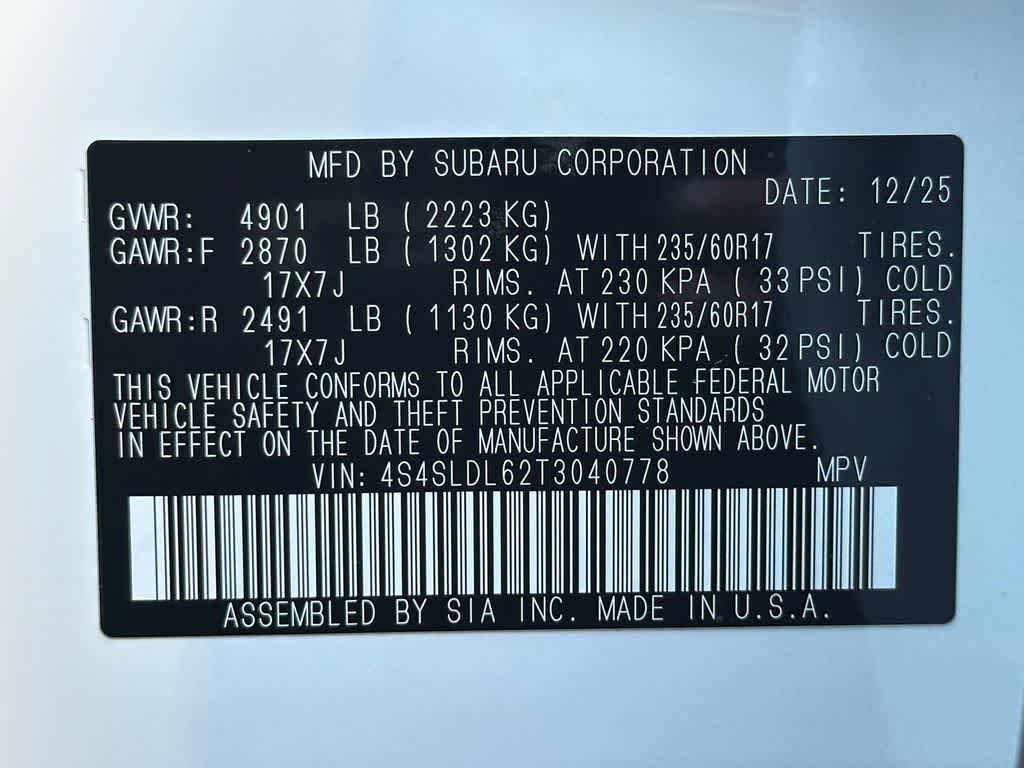 MFD BY SUBARU CORPORATION
DATE: 12/25
GVWR: 4901 LB ( 2223 KG)
GAWR:F 2870 LB ( 1302 KG) WITH 235/60R17 TIRES.
17X7J RIMS. AT 230 KPA ( 33 PSI) COLD
GAWR:R 2491 LB ( 1130 KG) WITH 235/60R17 TIRES.
17X7J RIMS. AT 220 KPA ( 32 PSI) COLD
THIS VEHICLE CONFORMS TO ALL APPLICABLE FEDERAL MOTOR
VEHICLE SAFETY AND THEFT PREVENTION STANDARDS
IN EFFECT ON THE DATE OF MANUFACTURE SHOWN ABOVE.
VIN: 4S4SLDL62T3040778 MPV
ASSEMBLED BY SIA INC. MADE IN U.S.A.